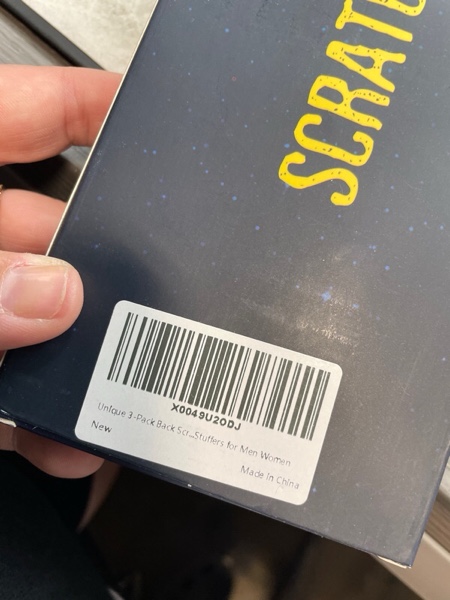 SCRATC
X0049U2ODJ
Unique 3-Pack Back Scr...Stuffers for Men Women
New
Made in China